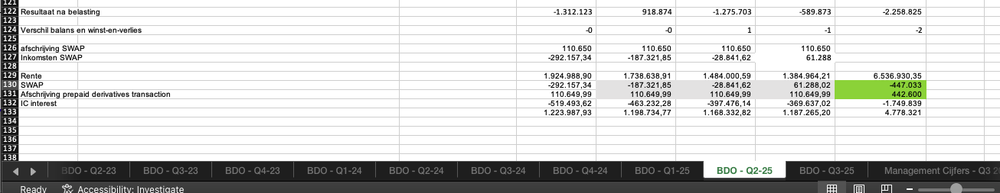 121
122 Resultaat na belasting -1.312.123 918.874 -1.275.703 -589.873 -2.258.825
123
124 Verschil balans en winst-en-verlies -0 -0 1 -1 -2
125
126 afschrijving SWAP 110.650 110.650 110.650 110.650
127 Inkomsten SWAP -292.157,34 -187.321,85 -28.841,62 61.288
128
129 Rente 1.924.988,90 1.738.638,91 1.484.000,59 1.384.964,21 6.536.930,35
130 SWAP -292.157,34 -187.321,85 -28.841,62 61.288,02 -447.033
131 Afschrijving prepaid derivatives transaction 110.649,99 110.649,99 110.649,99 110.649,99 442.600
132 IC interest -519.493,62 -463.232,28 -397.476,14 -369.637,02 -1.749.839
133 1.223.987,93 1.198.734,77 1.168.332,82 1.187.265,20 4.778.321
134
135
136
137
138
BDO - Q2-23 BDO - Q3-23 BDO - Q4-23 BDO - Q1-24 BDO - Q2-24 BDO - Q3-24 BDO - Q4-24 BDO - Q1-25 BDO - Q2-25 BDO - Q3-25 Management Cijfers - Q3 2
Ready Accessibility: Investigate